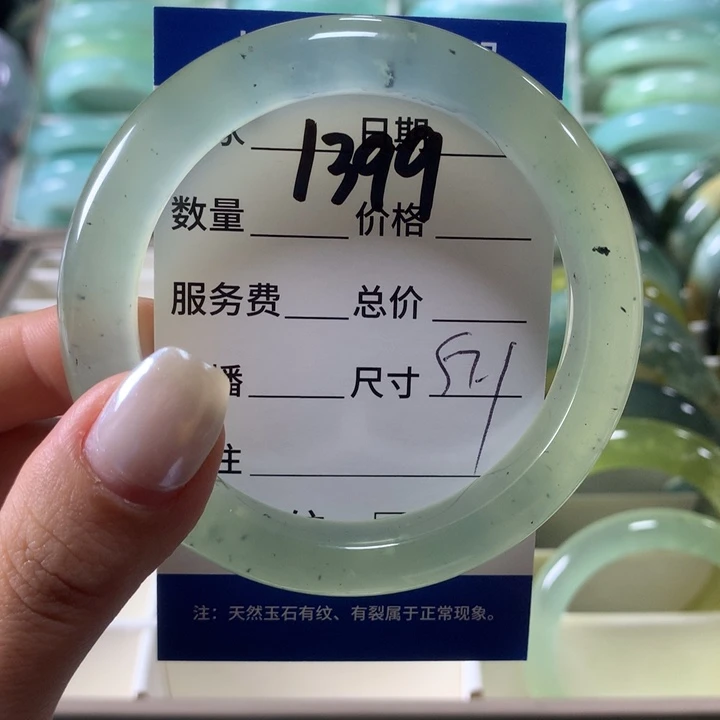 1399
日期
数量 价格
服务费 总价
播 尺寸 57.1
注
注：天然玉石有纹、有裂属于正常现象。